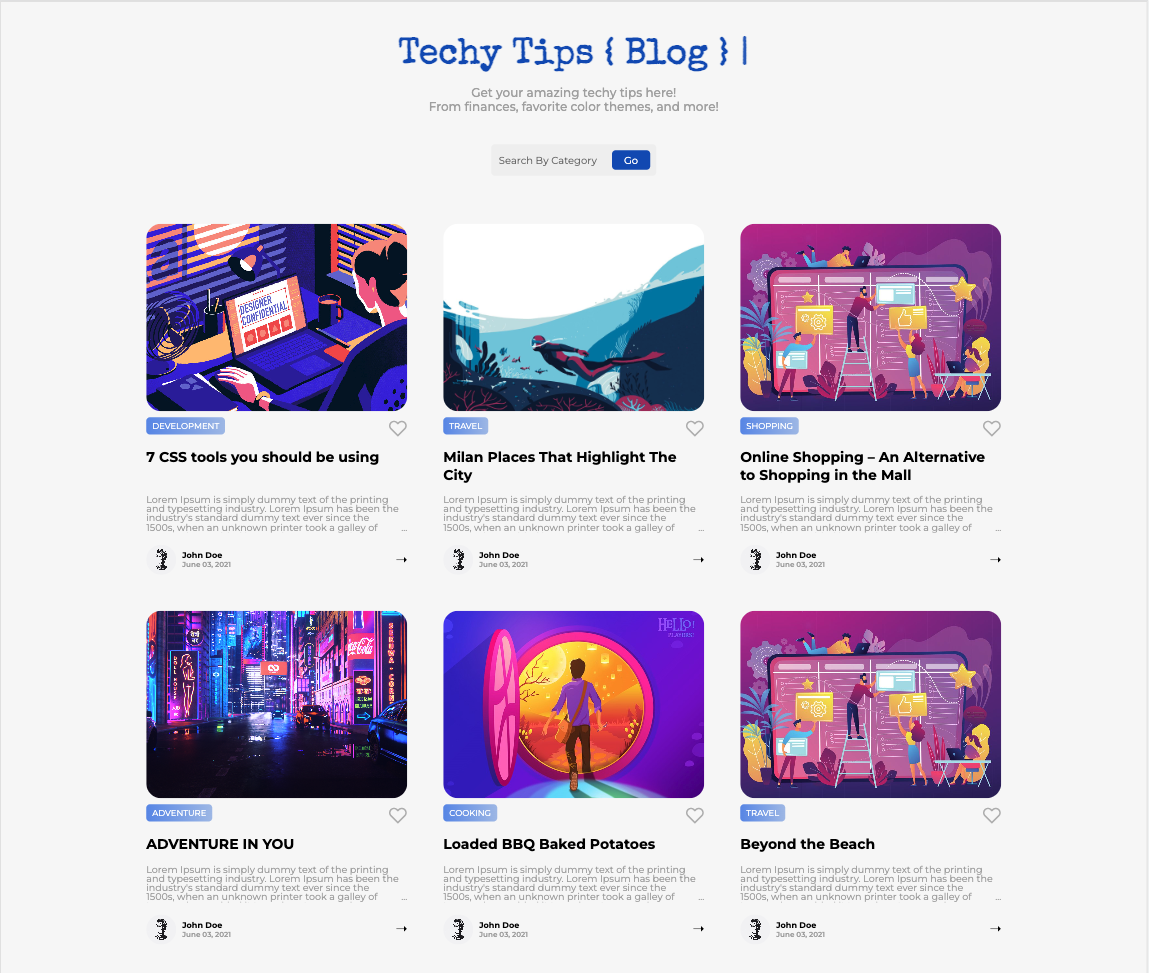 Techy Tips { Blog } |
Get your amazing techy tips here!
From finances, favorite color themes, and more!
Search By Category Go
DESIGNER
CONFIDENTIAL
DEVELOPMENT
7 CSS tools you should be using
Lorem Ipsum is simply dummy text of the printing
and typesetting industry. Lorem Ipsum has been the
industry's standard dummy text ever since the
1500s, when an unknown printer took a galley of ...
John Doe
June 03, 2021
TRAVEL
Milan Places That Highlight The
City
Lorem Ipsum is simply dummy text of the printing
and typesetting industry. Lorem Ipsum has been the
industry's standard dummy text ever since the
1500s, when an unknown printer took a galley of ...
John Doe
June 03, 2021
SHOPPING
Online Shopping – An Alternative
to Shopping in the Mall
Lorem Ipsum is simply dummy text of the printing
and typesetting industry. Lorem Ipsum has been the
industry's standard dummy text ever since the
1500s, when an unknown printer took a galley of ...
John Doe
June 03, 2021
DOLL HOUSE
Coca-Cola
ADVENTURE
ADVENTURE IN YOU
Lorem Ipsum is simply dummy text of the printing
and typesetting industry. Lorem Ipsum has been the
industry's standard dummy text ever since the
1500s, when an unknown printer took a galley of ...
John Doe
June 03, 2021
HELLO!
PLAYERS!
COOKING
Loaded BBQ Baked Potatoes
Lorem Ipsum is simply dummy text of the printing
and typesetting industry. Lorem Ipsum has been the
industry's standard dummy text ever since the
1500s, when an unknown printer took a galley of ...
John Doe
June 03, 2021
TRAVEL
Beyond the Beach
Lorem Ipsum is simply dummy text of the printing
and typesetting industry. Lorem Ipsum has been the
industry's standard dummy text ever since the
1500s, when an unknown printer took a galley of ...
John Doe
June 03, 2021